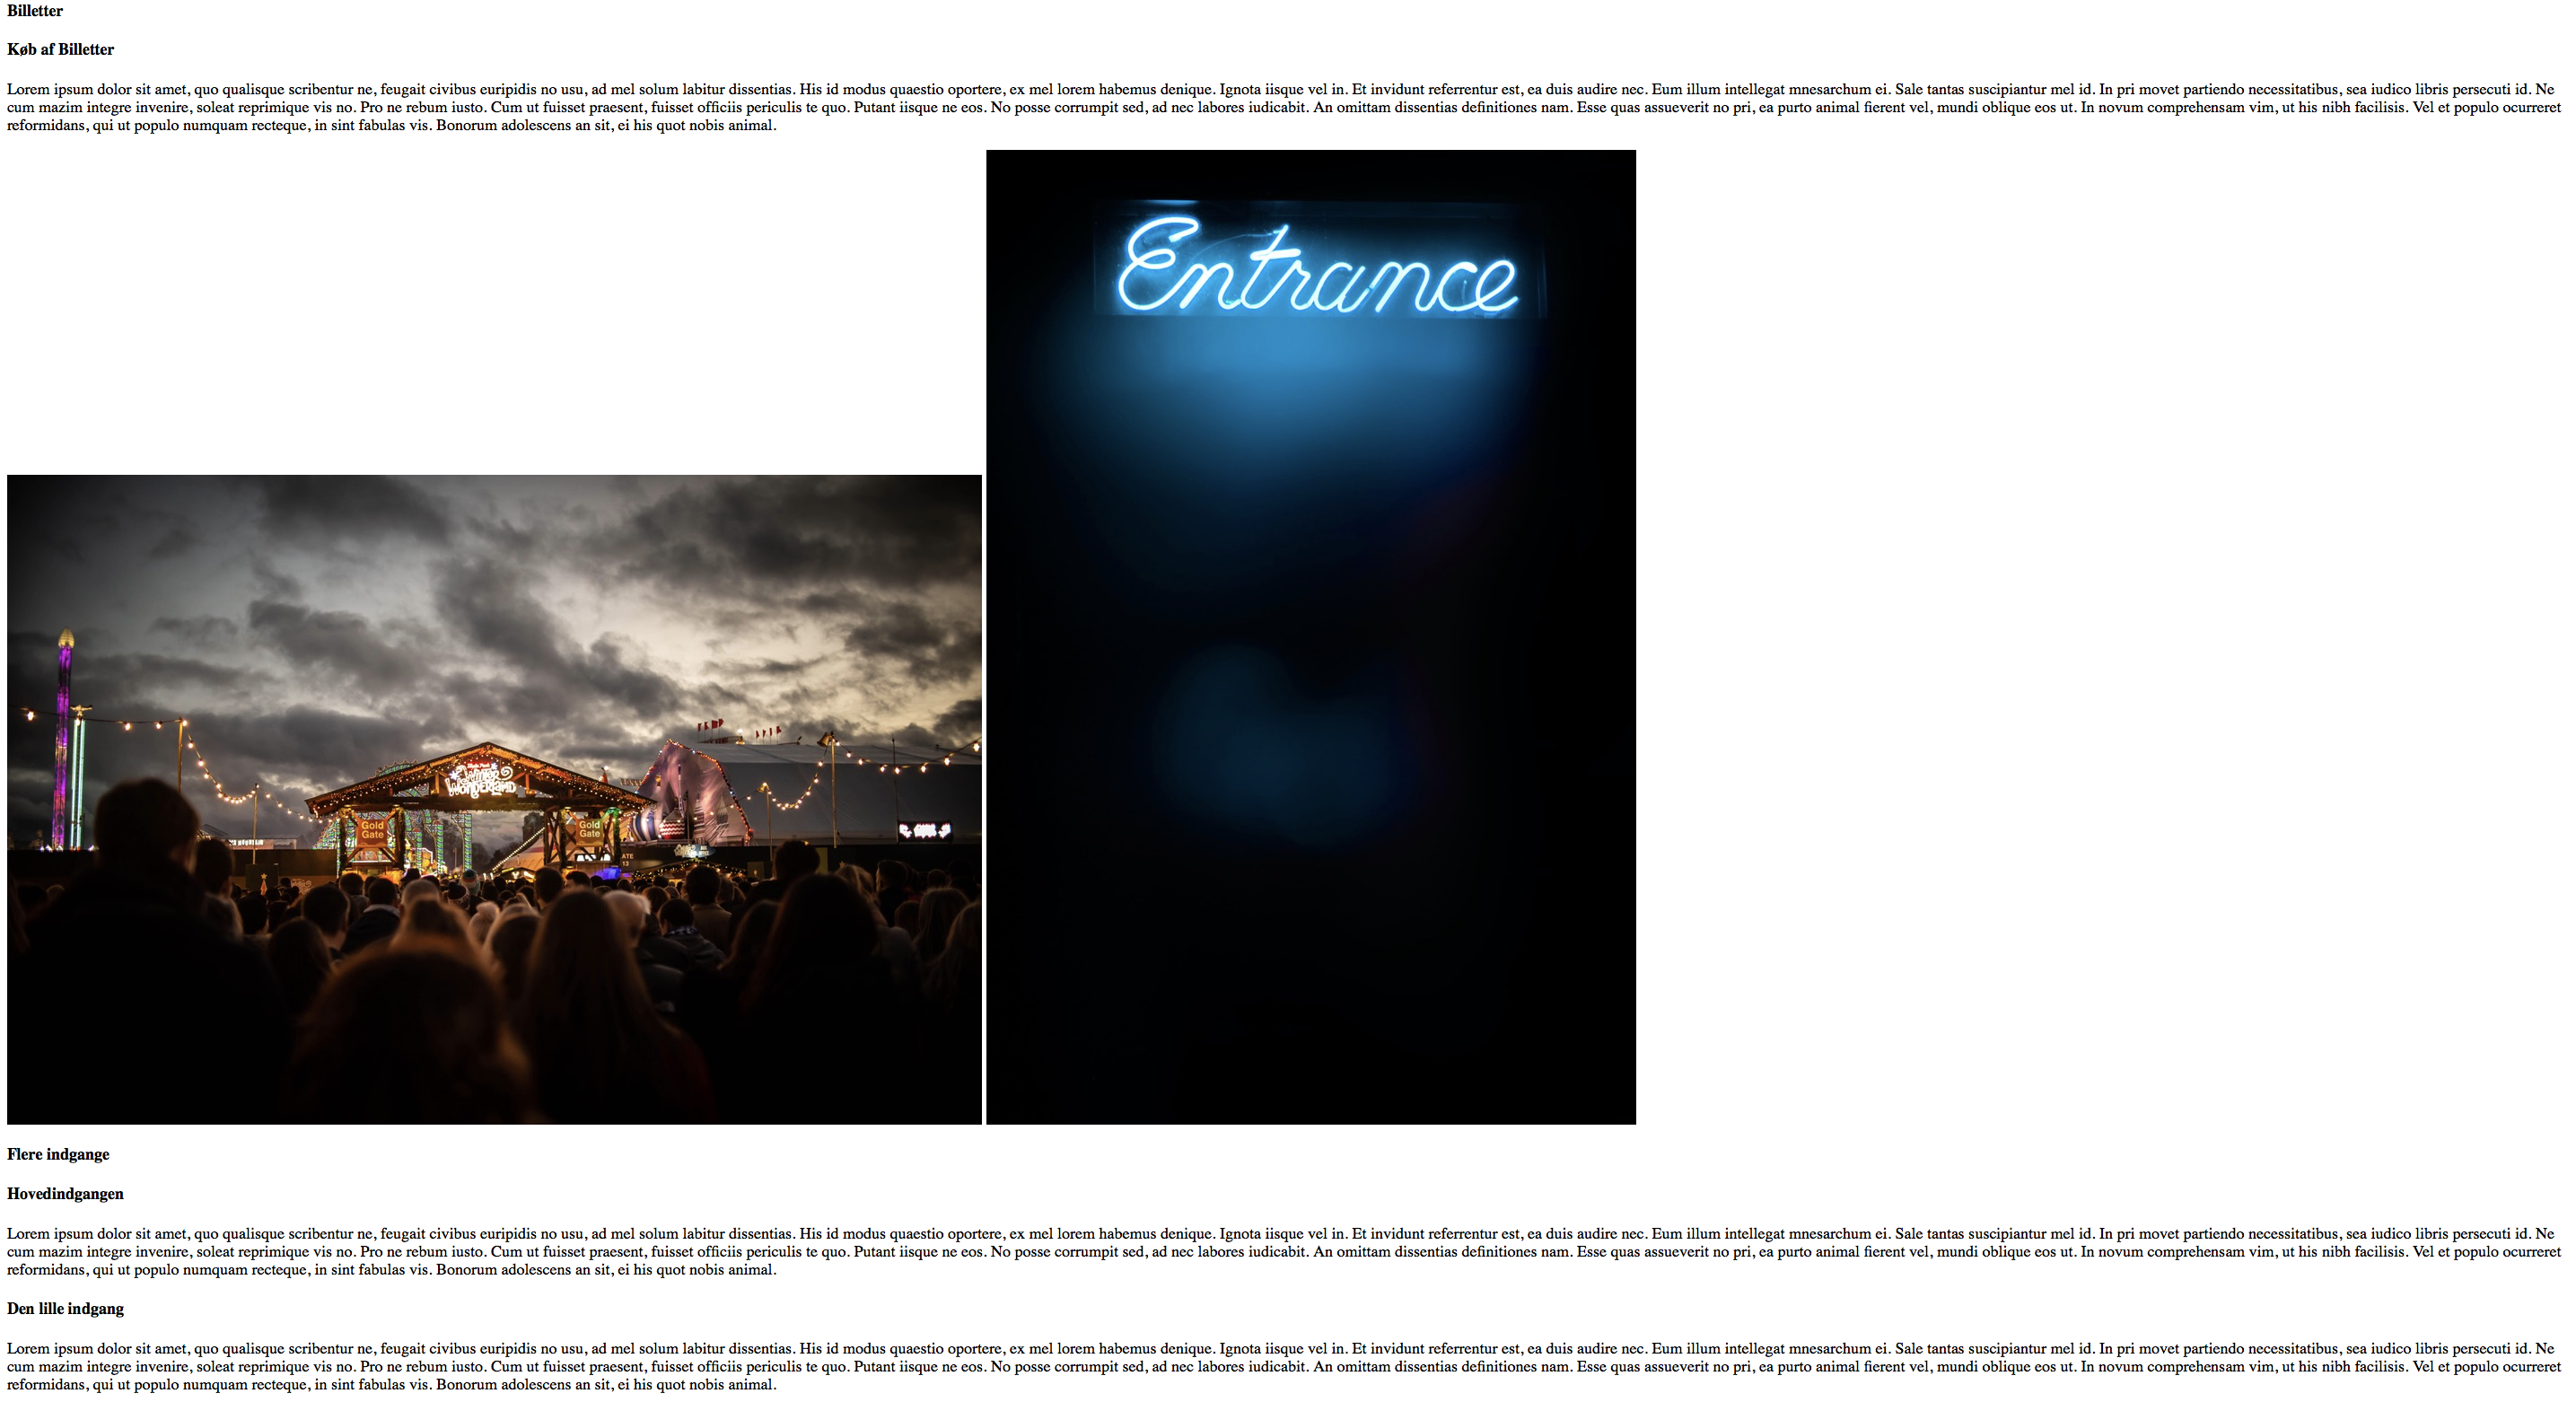 Billetter
Køb af Billetter
Lorem ipsum dolor sit amet, quo qualisque scribentur ne, feugait civibus euripidis no usu, ad mel solum labitur dissentias. His id modus quaestio oportere, ex mel lorem habemus denique. Ignota iisque vel in. Et invidunt referrentur est, ea duis audire nec. Eum illum intellegat mnesarchum ei. Sale tantas suscipiantur mel id. In pri movet partiendo necessitatibus, sea iudico libris persecuti id. Ne
cum mazim integre invenire, soleat reprimique vis no. Pro ne rebum iusto. Cum ut fuisset praesent, fuisset officiis periculis te quo. Putant iisque ne eos. No posse corrumpit sed, ad nec labores iudicabit. An omittam dissentias definitiones nam. Esse quas assueverit no pri, ea purto animal fierent vel, mundi oblique eos ut. In novum comprehensam vim, ut his nibh facilisis. Vel et populo ocurreret
reformidans, qui ut populo numquam recteque, in sint fabulas vis. Bonorum adolescens an sit, ei his quot nobis animal.
Entrance
Winter
Wonderland
Gold
Gate
Gold
Gate
Flere indgange
Hovedindgangen
Lorem ipsum dolor sit amet, quo qualisque scribentur ne, feugait civibus euripidis no usu, ad mel solum labitur dissentias. His id modus quaestio oportere, ex mel lorem habemus denique. Ignota iisque vel in. Et invidunt referrentur est, ea duis audire nec. Eum illum intellegat mnesarchum ei. Sale tantas suscipiantur mel id. In pri movet partiendo necessitatibus, sea iudico libris persecuti id. Ne
cum mazim integre invenire, soleat reprimique vis no. Pro ne rebum iusto. Cum ut fuisset praesent, fuisset officiis periculis te quo. Putant iisque ne eos. No posse corrumpit sed, ad nec labores iudicabit. An omittam dissentias definitiones nam. Esse quas assueverit no pri, ea purto animal fierent vel, mundi oblique eos ut. In novum comprehensam vim, ut his nibh facilisis. Vel et populo ocurreret
reformidans, qui ut populo numquam recteque, in sint fabulas vis. Bonorum adolescens an sit, ei his quot nobis animal.
Den lille indgang
Lorem ipsum dolor sit amet, quo qualisque scribentur ne, feugait civibus euripidis no usu, ad mel solum labitur dissentias. His id modus quaestio oportere, ex mel lorem habemus denique. Ignota iisque vel in. Et invidunt referrentur est, ea duis audire nec. Eum illum intellegat mnesarchum ei. Sale tantas suscipiantur mel id. In pri movet partiendo necessitatibus, sea iudico libris persecuti id. Ne
cum mazim integre invenire, soleat reprimique vis no. Pro ne rebum iusto. Cum ut fuisset praesent, fuisset officiis periculis te quo. Putant iisque ne eos. No posse corrumpit sed, ad nec labores iudicabit. An omittam dissentias definitiones nam. Esse quas assueverit no pri, ea purto animal fierent vel, mundi oblique eos ut. In novum comprehensam vim, ut his nibh facilisis. Vel et populo ocurreret
reformidans, qui ut populo numquam recteque, in sint fabulas vis. Bonorum adolescens an sit, ei his quot nobis animal.